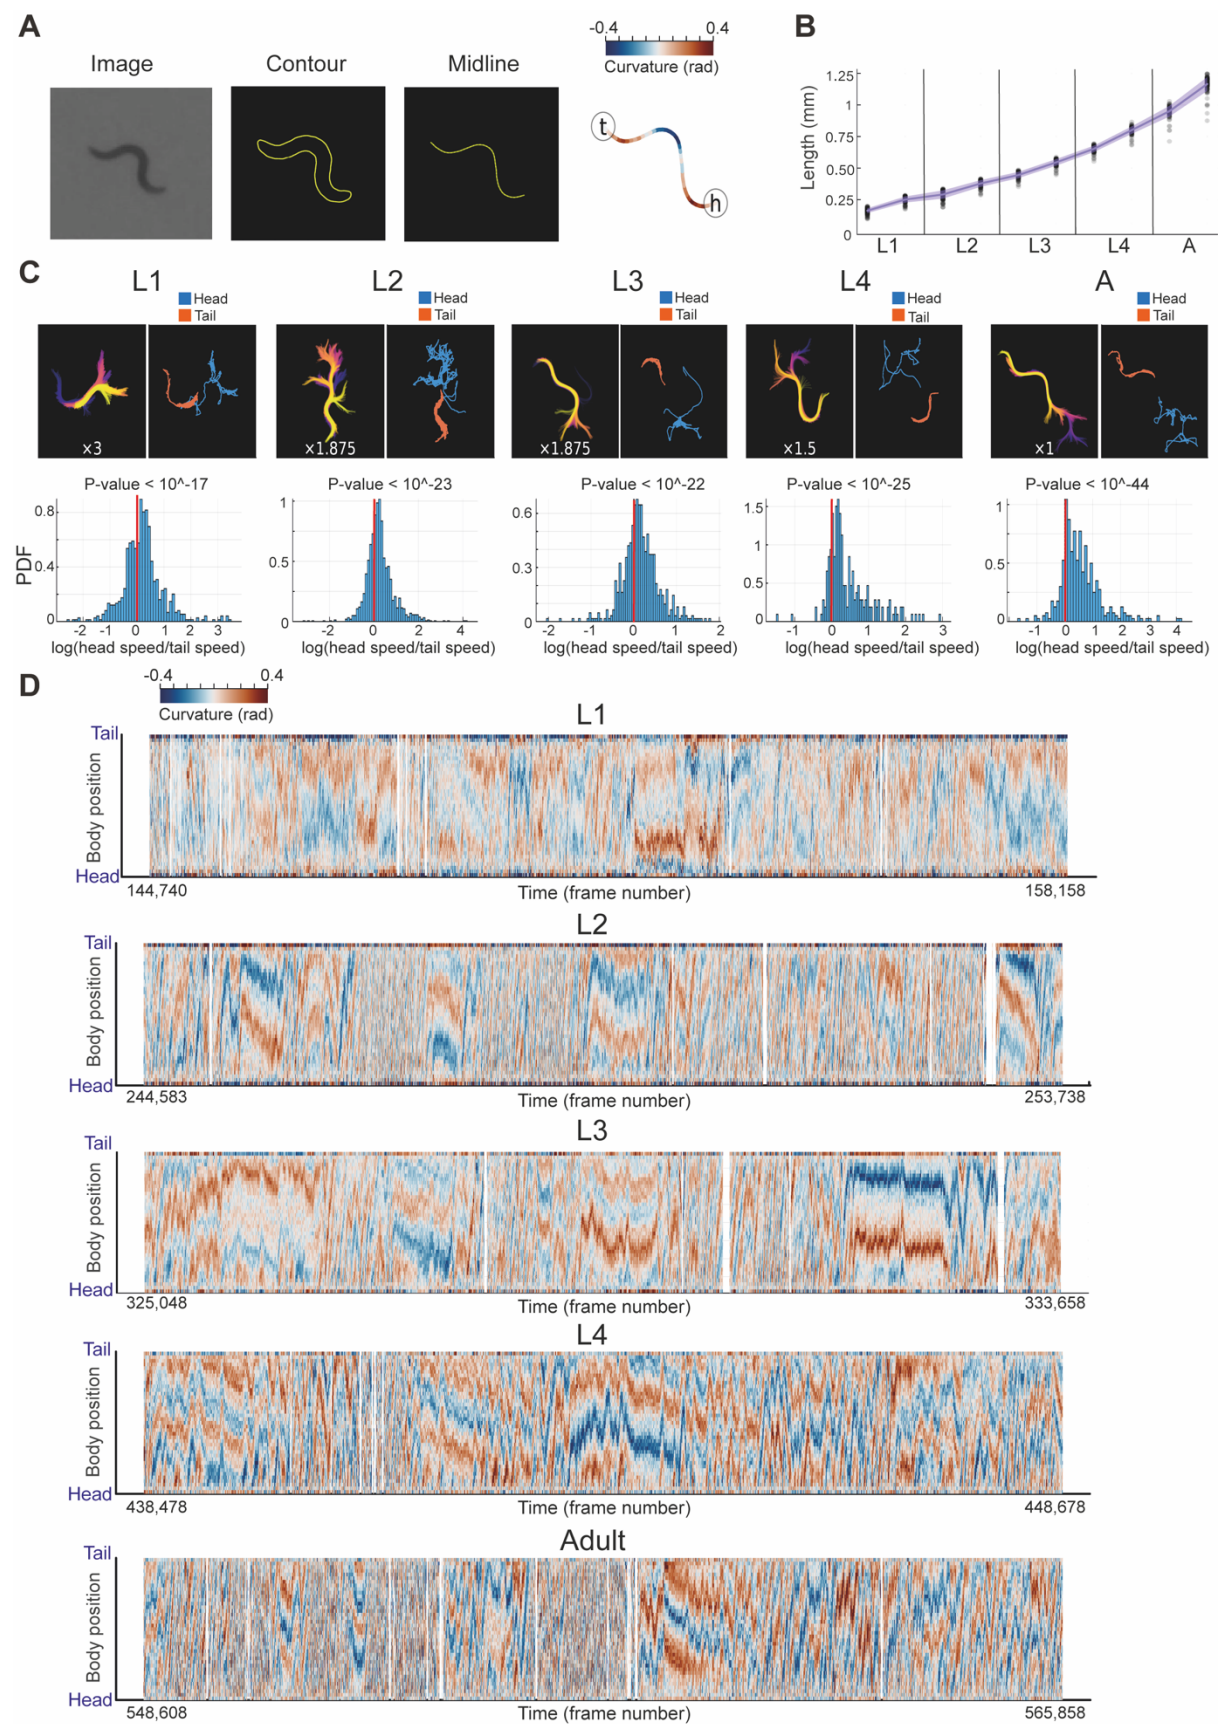 A
Image
Contour
Midline
-0.4
0.4
Curvature (rad)
t
h
B
Length (mm)
1.25
1
0.75
0.50
0.25
0
L1
L2
L3
L4
A
C
L1
Head
Tail
×3
L2
Head
Tail
×1.875
L3
Head
Tail
×1.875
L4
Head
Tail
×1.5
A
Head
Tail
×1
P-value < 10^-17
PDF
0.8
0.4
0
-2 -1 0 1 2 3
log(head speed/tail speed)
P-value < 10^-23
1
0.5
0
-2 0 2 4
log(head speed/tail speed)
P-value < 10^-22
0.6
0.3
0
-2 -1 0 1 2
log(head speed/tail speed)
P-value < 10^-25
1.5
1
0.5
0
-1 0 1 2 3
log(head speed/tail speed)
P-value < 10^-44
1
0.5
0
-1 0 1 2 3 4
log(head speed/tail speed)
D
-0.4
0.4
Curvature (rad)
L1
Tail
Body position
Head
144,740
Time (frame number)
158,158
L2
Tail
Body position
Head
244,583
Time (frame number)
253,738
L3
Tail
Body position
Head
325,048
Time (frame number)
333,658
L4
Tail
Body position
Head
438,478
Time (frame number)
448,678
Adult
Tail
Body position
Head
548,608
Time (frame number)
565,858